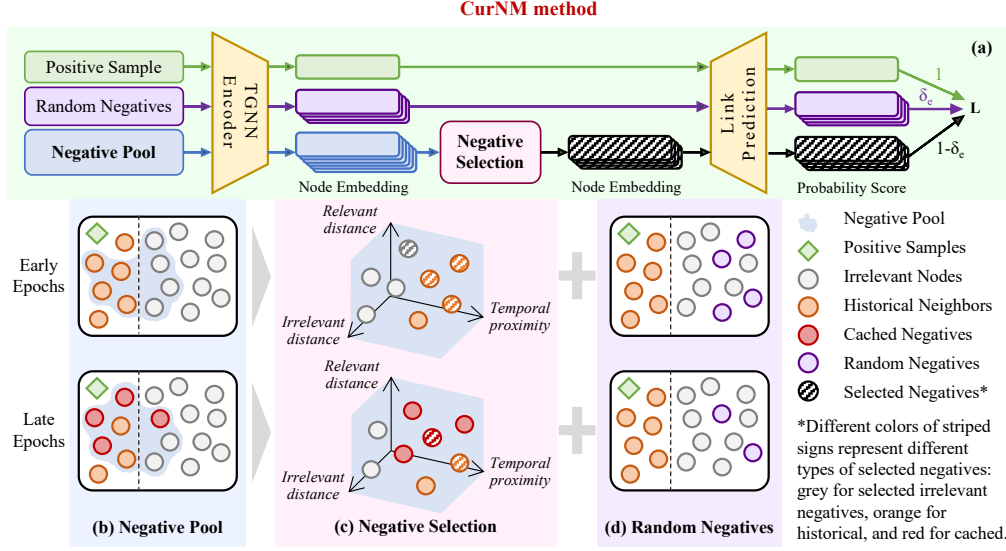 CurNM method
(a)
Positive Sample
Random Negatives
Negative Pool
TGNN
Encoder
Node Embedding
Negative
Selection
Node Embedding
Link
Prediction
Probability Score
1
δe
1-δe
L
Early
Epochs
Late
Epochs
Relevant
distance
Irrelevant
distance
Temporal
proximity
Relevant
distance
Irrelevant
distance
Temporal
proximity
(b) Negative Pool
(c) Negative Selection
(d) Random Negatives
Negative Pool
Positive Samples
Irrelevant Nodes
Historical Neighbors
Cached Negatives
Random Negatives
Selected Negatives*
*Different colors of striped
signs represent different
types of selected negatives:
grey for selected irrelevant
negatives, orange for
historical, and red for cached.